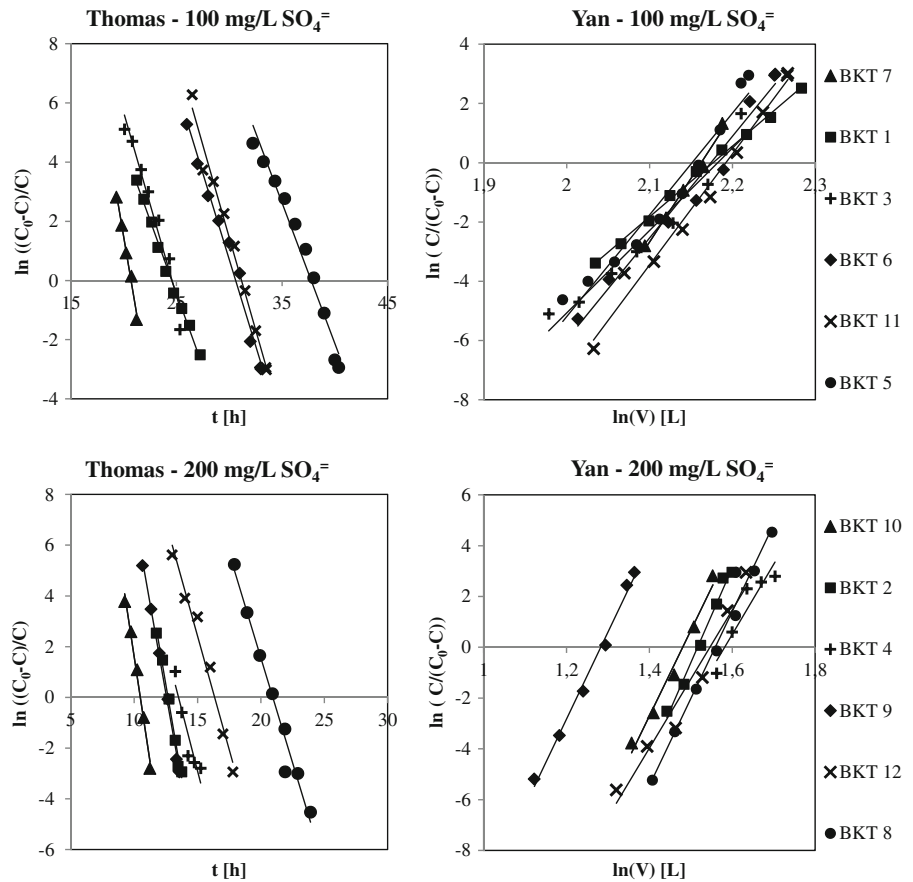 Thomas - 100 mg/L SO₄⁼
Yan - 100 mg/L SO₄⁼
ln ((C₀-C)/C)
8
6
4
2
0
-2
-4
15
25
35
45
t [h]
ln ( C/(C₀-C))
4
2
0
-2
-4
-6
-8
1.9
2
2.1
2.2
2.3
ln(V) [L]
BKT 7
BKT 1
BKT 3
BKT 6
BKT 11
BKT 5
Thomas - 200 mg/L SO₄⁼
Yan - 200 mg/L SO₄⁼
ln ((C₀-C)/C)
8
6
4
2
0
-2
-4
-6
5
10
15
20
25
30
t [h]
ln ( C/(C₀-C))
6
4
2
0
-2
-4
-6
-8
1
1,2
1,4
1,6
1,8
ln(V) [L]
BKT 10
BKT 2
BKT 4
BKT 9
BKT 12
BKT 8